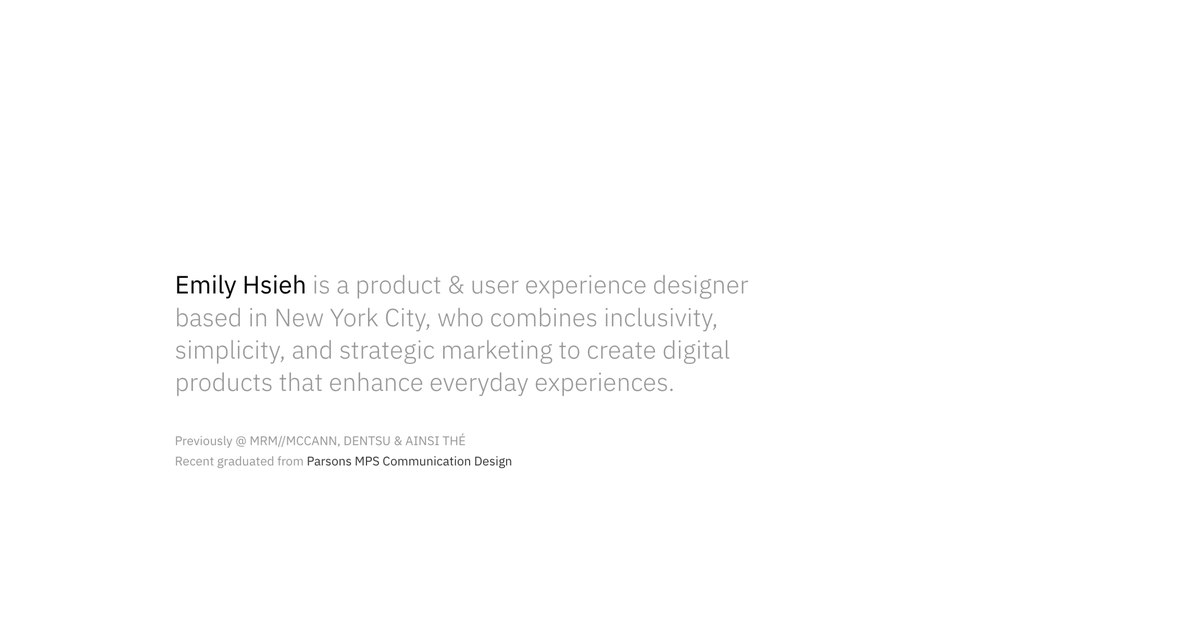 Emily Hsieh is a product & user experience designer
based in New York City, who combines inclusivity,
simplicity, and strategic marketing to create digital
products that enhance everyday experiences.
Previously @ MRM//MCCANN, DENTSU & AINSI THÉ
Recent graduated from Parsons MPS Communication Design